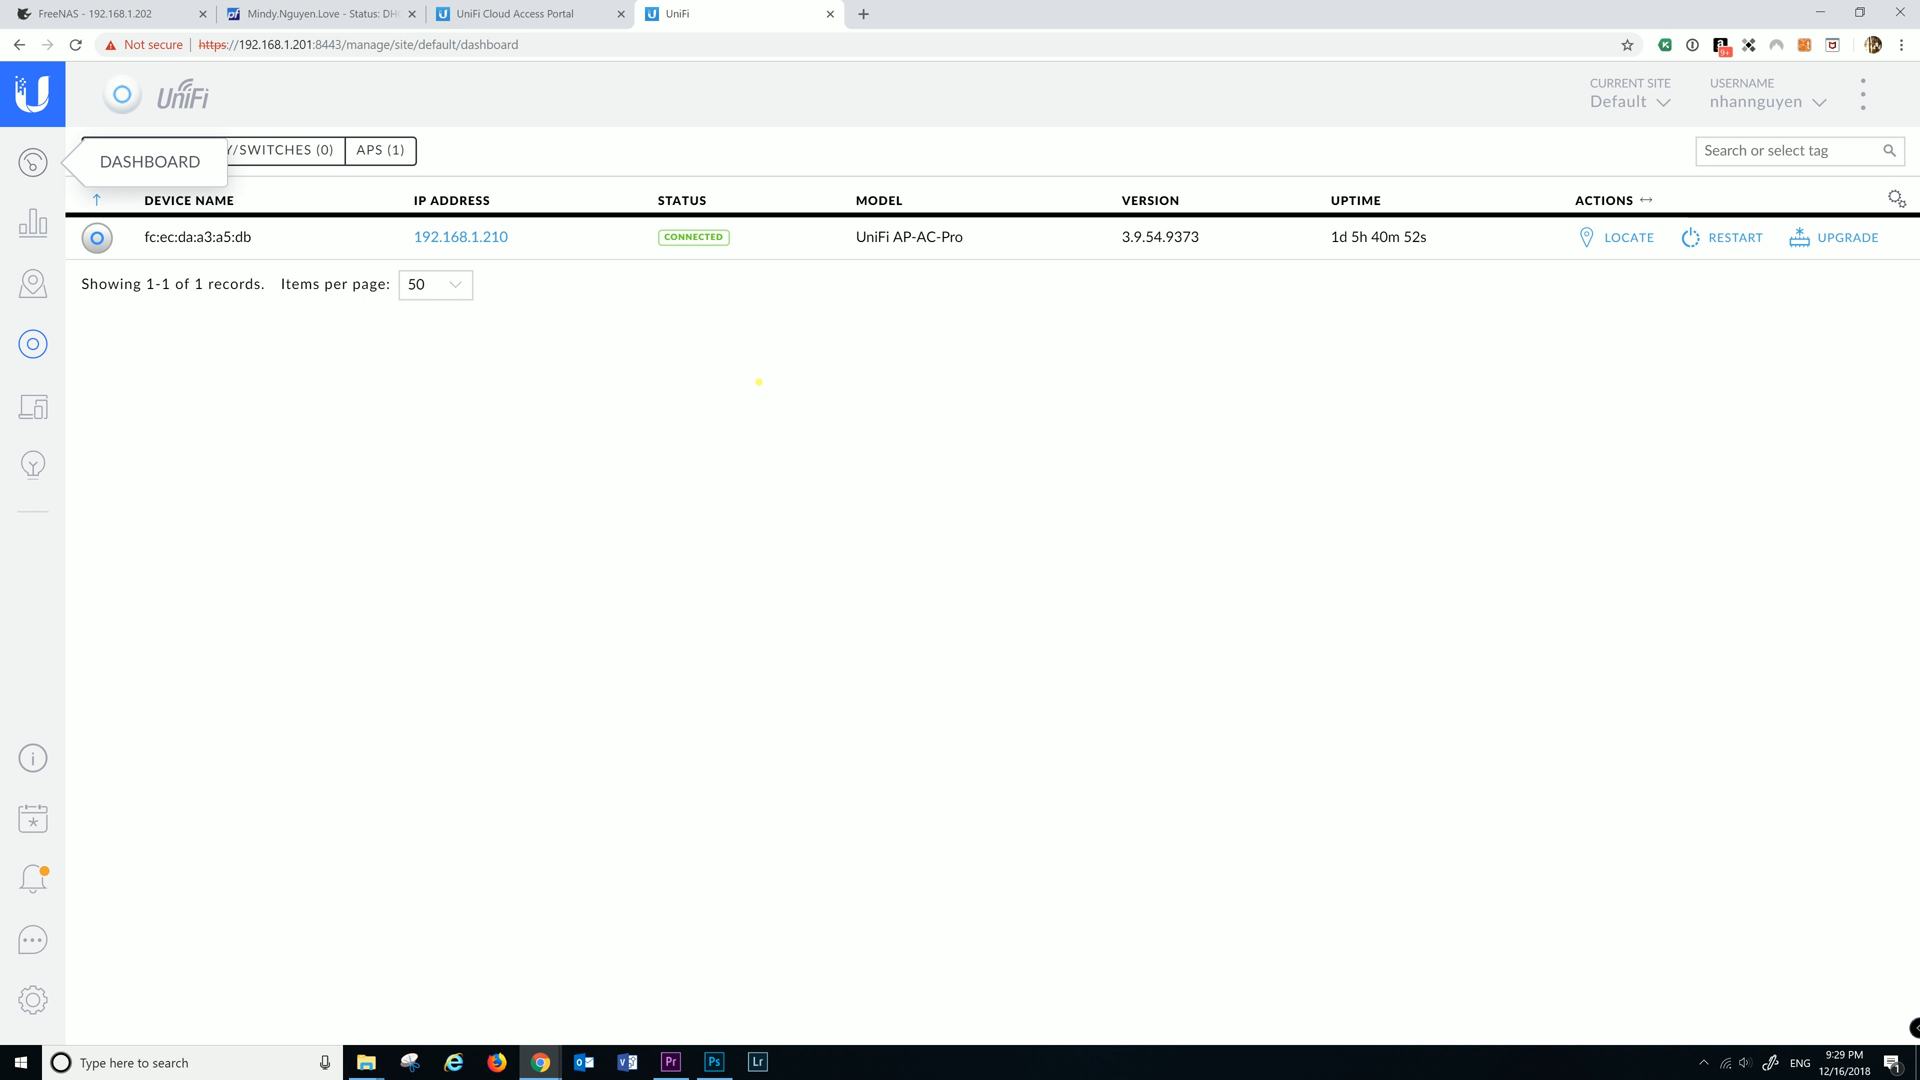 FreeNAS - 192.168.1.202
Mindy.Nguyen.Love - Status: DHC
UniFi Cloud Access Portal
UniFi
Not secure
https://192.168.1.201:8443/manage/site/default/dashboard
UniFi
CURRENT SITE
Default
USERNAME
nhannguyen
DASHBOARD
Y/SWITCHES (0)
APS (1)
Search or select tag
DEVICE NAME
IP ADDRESS
STATUS
MODEL
VERSION
UPTIME
ACTIONS
fc:ec:da:a3:a5:db
192.168.1.210
CONNECTED
UniFi AP-AC-Pro
3.9.54.9373
1d 5h 40m 52s
LOCATE
RESTART
UPGRADE
Showing 1-1 of 1 records. Items per page: 50
Type here to search
Pr
Ps
Lr
ENG
9:29 PM
12/16/2018
1